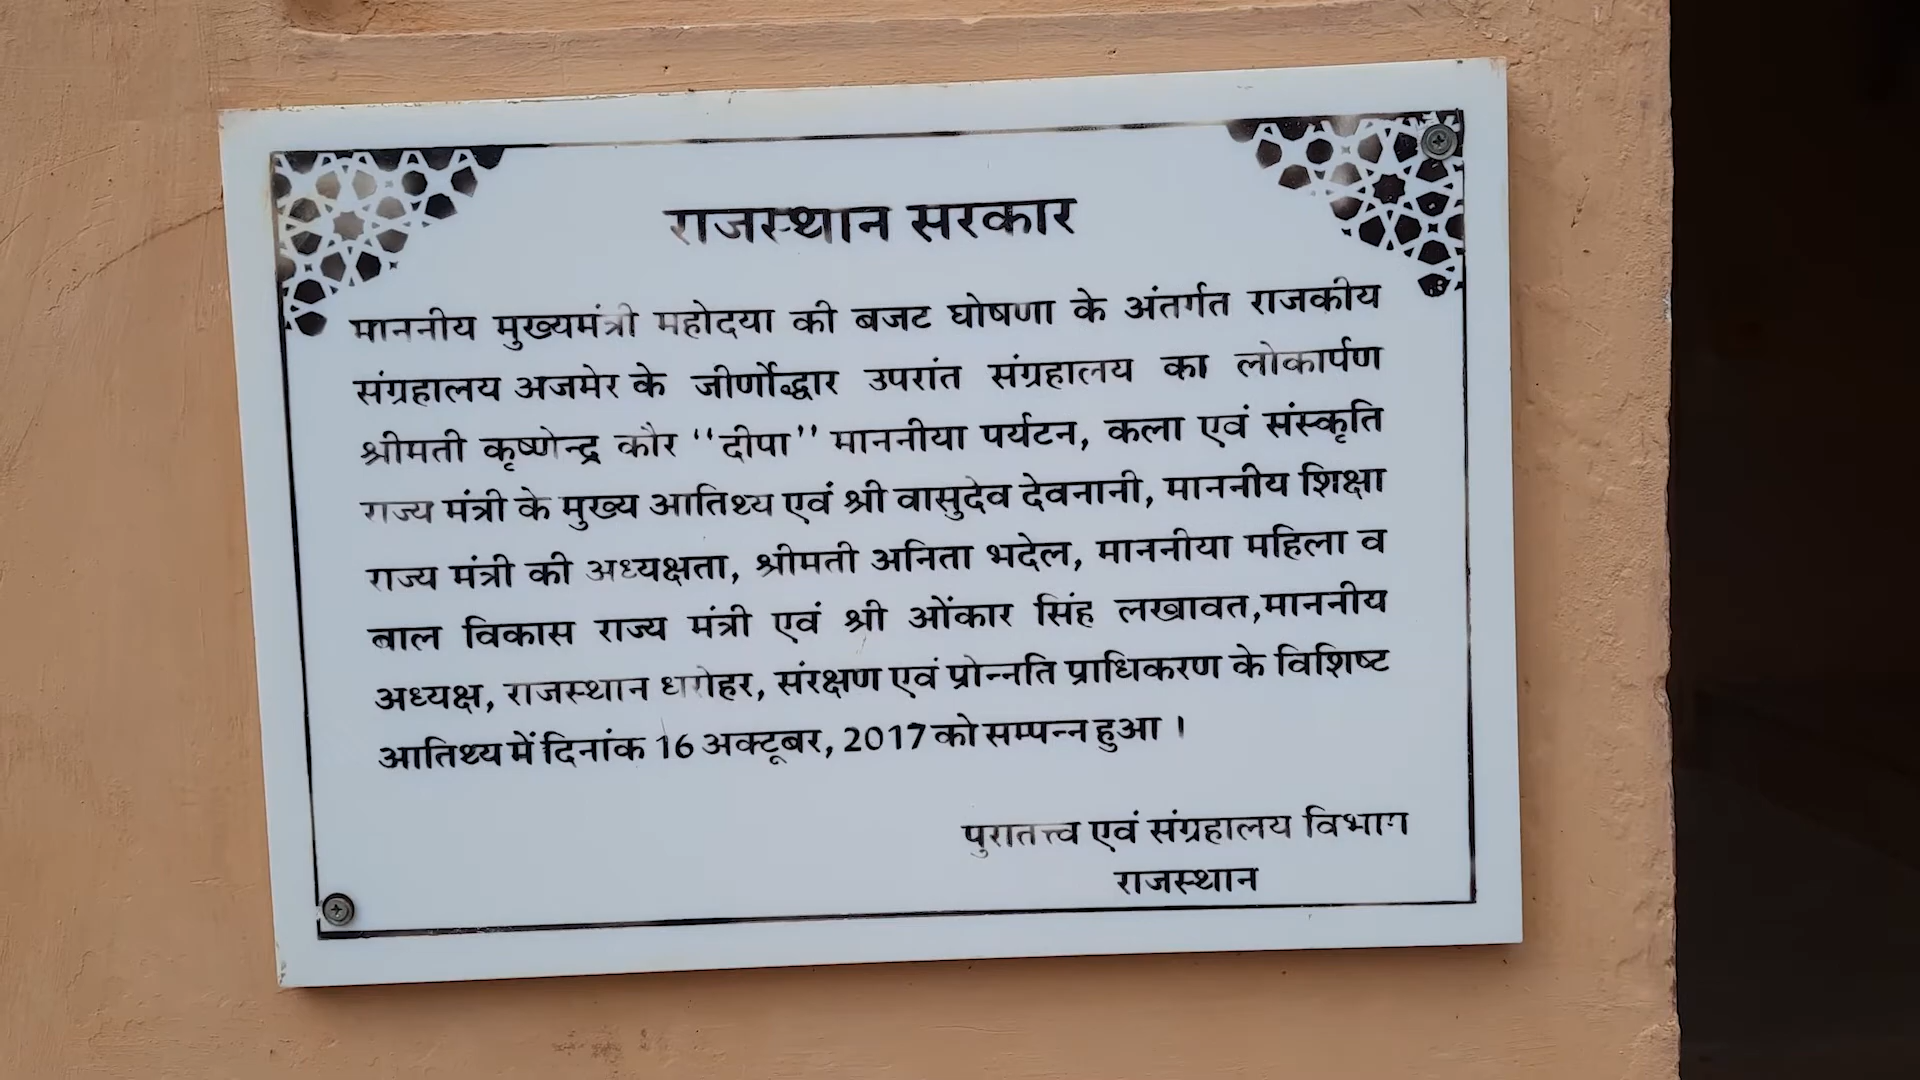 राजस्थान सरकार
माननीय मुख्यमंत्री महोदया की बजट घोषणा के अंतर्गत राजकीय
संग्रहालय अजमेर के जीर्णोद्धार उपरांत संग्रहालय का लोकार्पण
श्रीमती कृष्णेन्द्र कौर "दीपा" माननीया पर्यटन, कला एवं संस्कृति
राज्य मंत्री के मुख्य आतिथ्य एवं श्री वासुदेव देवनानी, माननीय शिक्षा
राज्य मंत्री की अध्यक्षता, श्रीमती अनिता भदेल, माननीया महिला व
बाल विकास राज्य मंत्री एवं श्री ओंकार सिंह लखावत,माननीय
अध्यक्ष, राजस्थान धरोहर, संरक्षण एवं प्रोन्नति प्राधिकरण के विशिष्ट
आतिथ्य में दिनांक 16 अक्टूबर, 2017 को सम्पन्न हुआ ।
पुरातत्त्व एवं संग्रहालय विभाग
राजस्थान